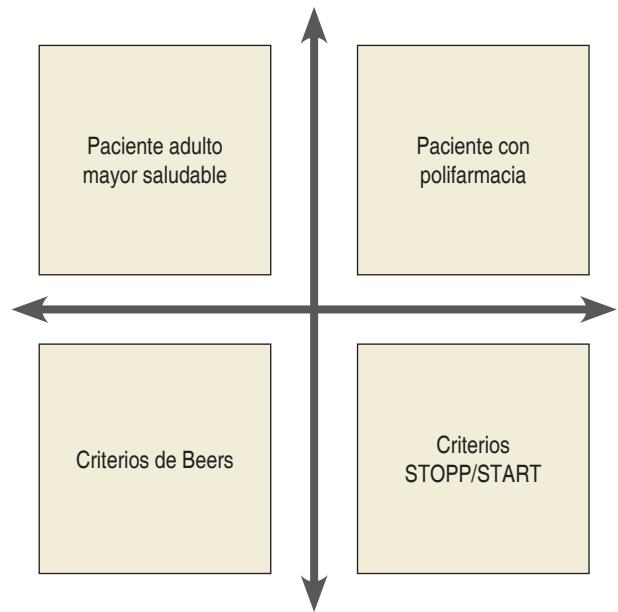 Paciente adulto
mayor saludable
Paciente con
polifarmacia
Criterios de Beers
Criterios
STOPP/START